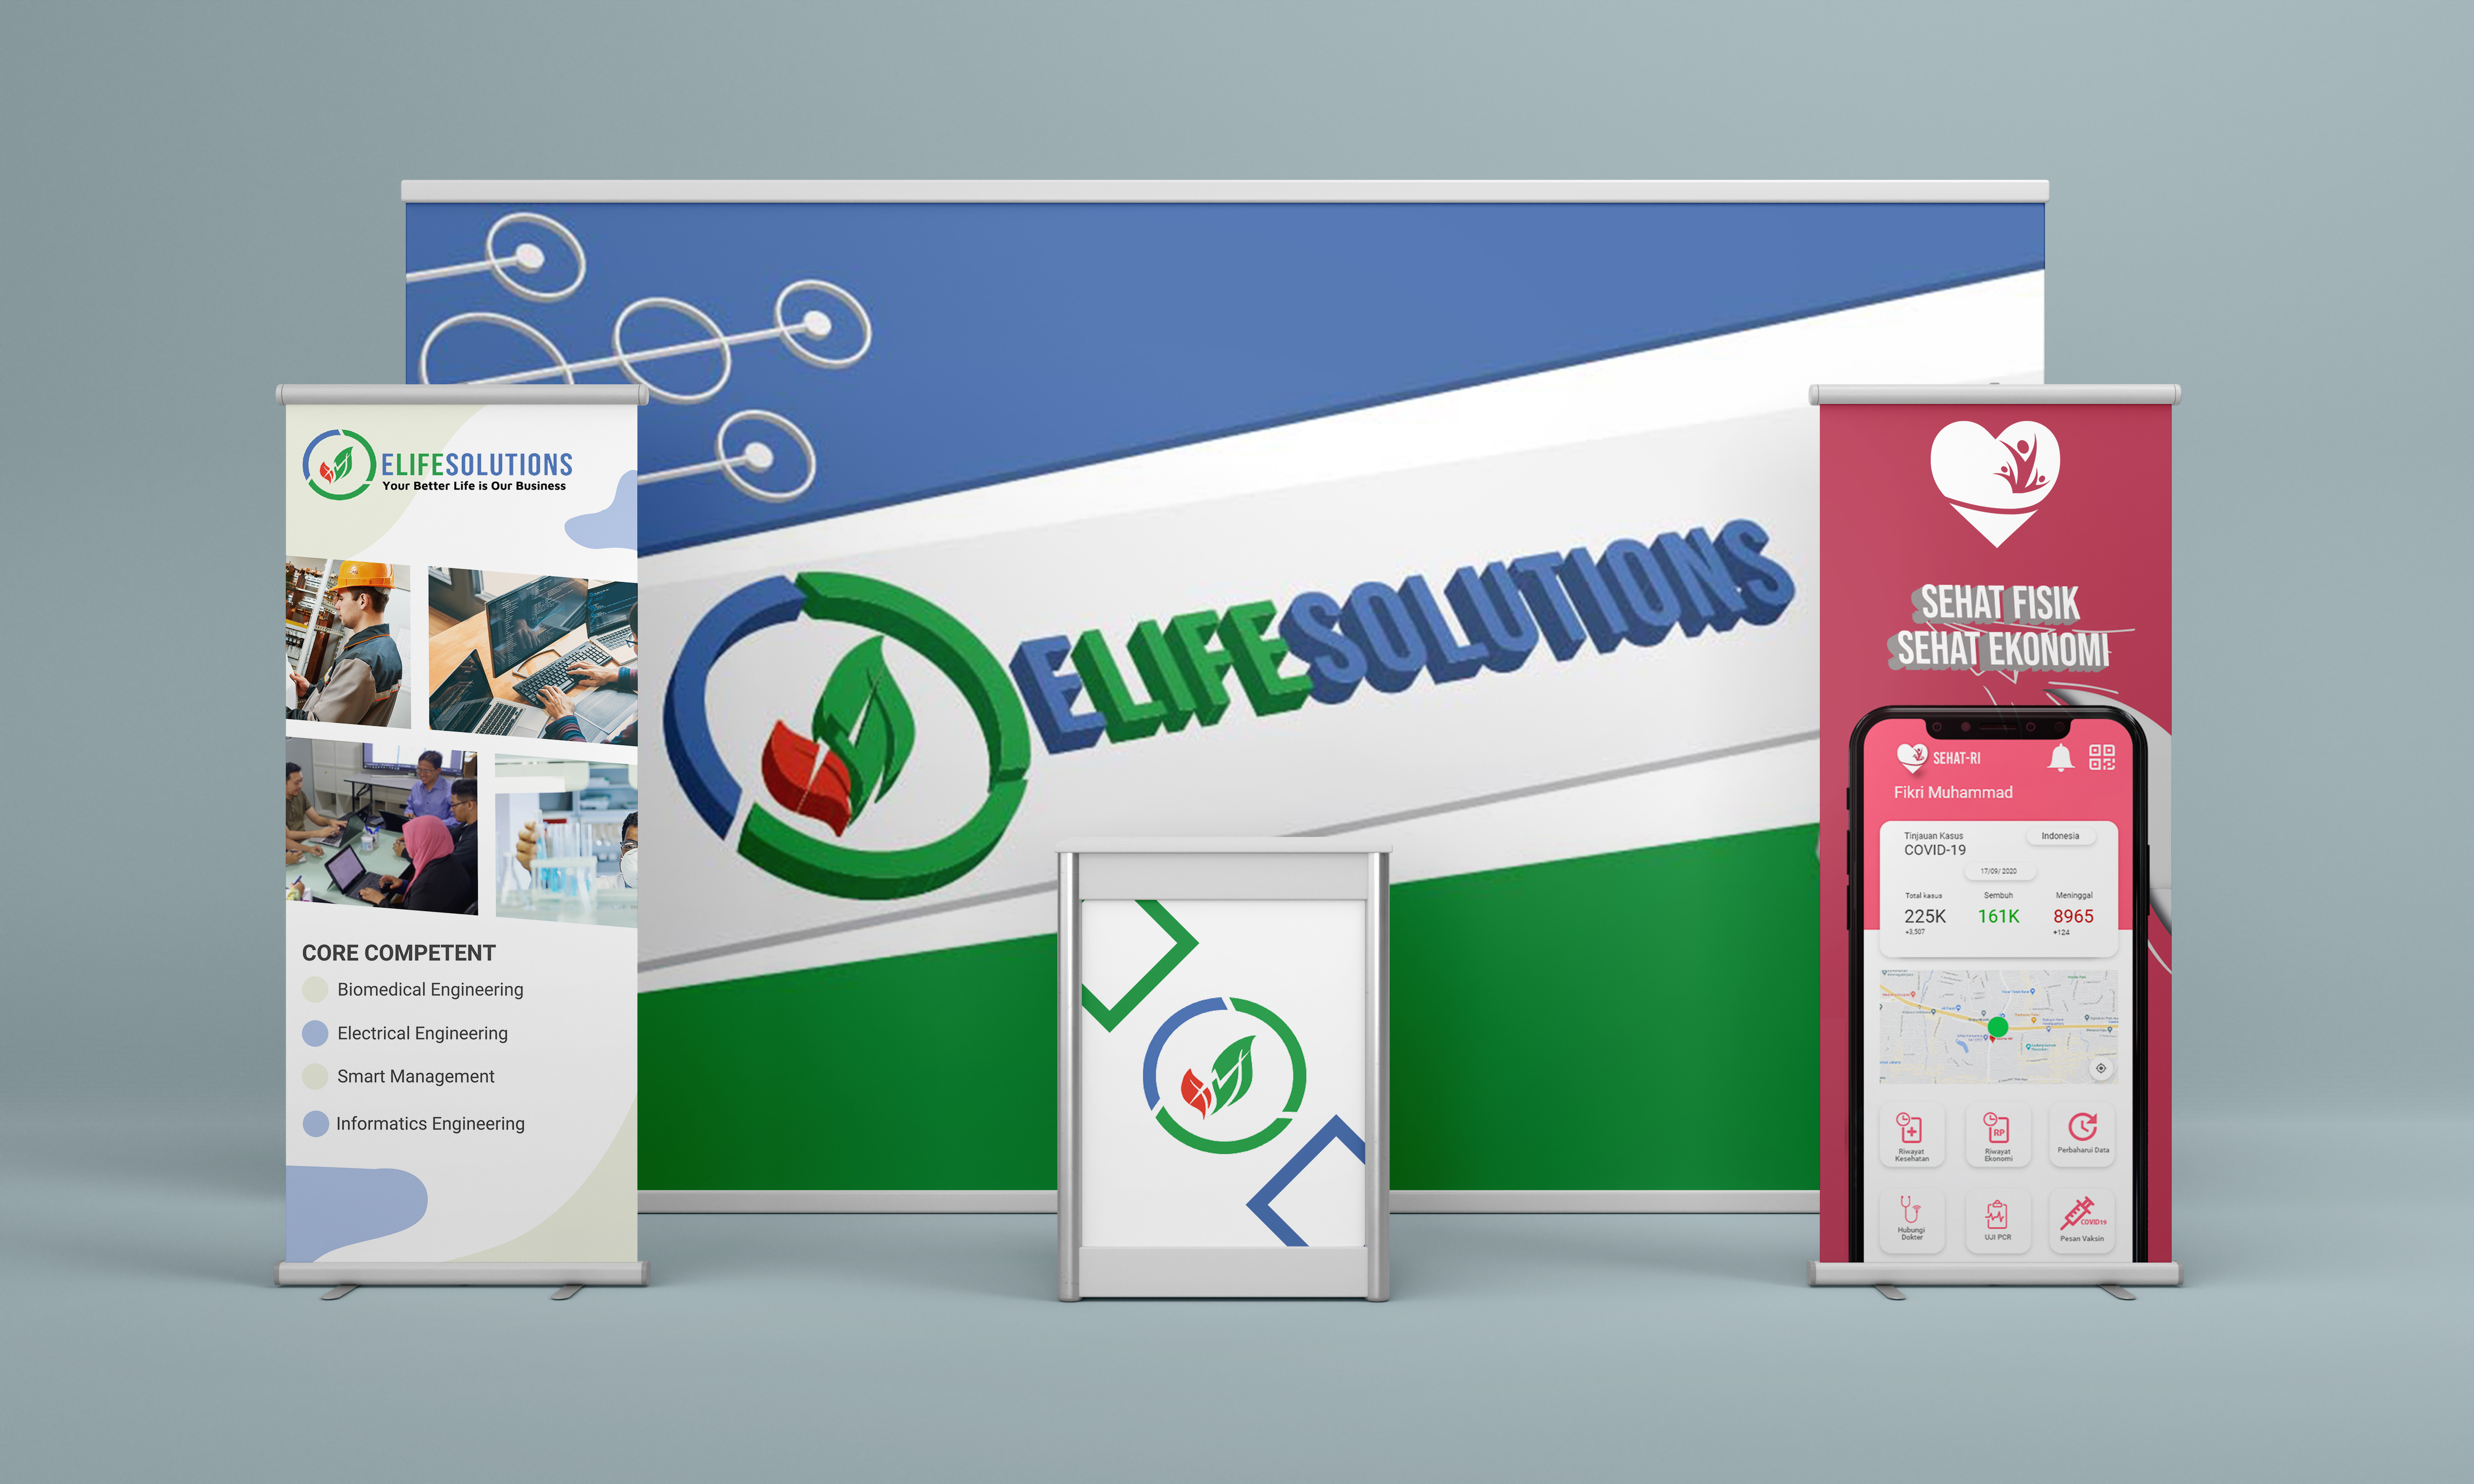 ELIFESOLUTIONS
Your Better Life is Our Business
CORE COMPETENT
Biomedical Engineering
Electrical Engineering
Smart Management
Informatics Engineering
ELIFESOLUTIONS
SEHAT FISIK
SEHAT EKONOMI
SEHAT-RI
Fikri Muhammad
Tinjauan Kasus
COVID-19
Indonesia
17/09/2020
Total kasus
Sembuh
Meninggal
225K
161K
8965
+3,507
+124
Riwayat
Kesehatan
RP
Riwayat
Ekonomi
Perbaharui Data
Hubungi
Dokter
UJI PCR
COVID19
Pesan Vaksin